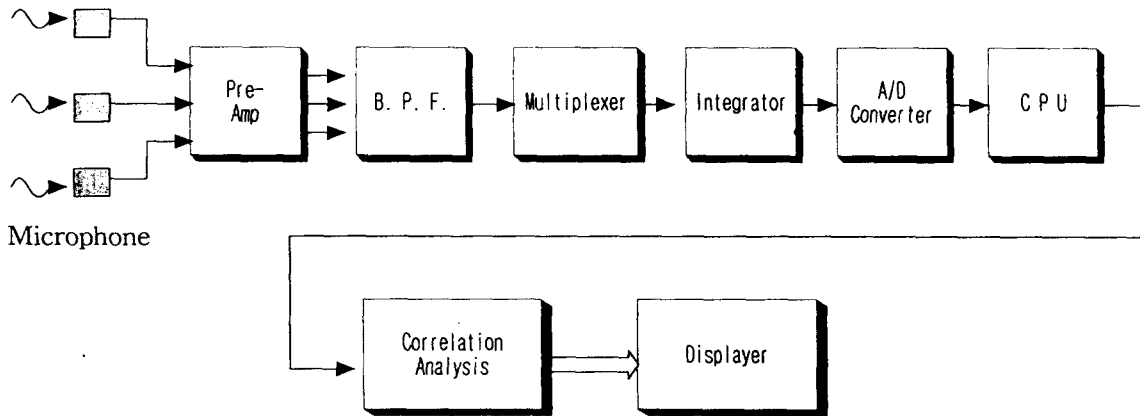 Pre-
Amp
B. P. F.
Multiplexer
Integrator
A/D
Converter
C P U
Microphone
Correlation
Analysis
Displayer